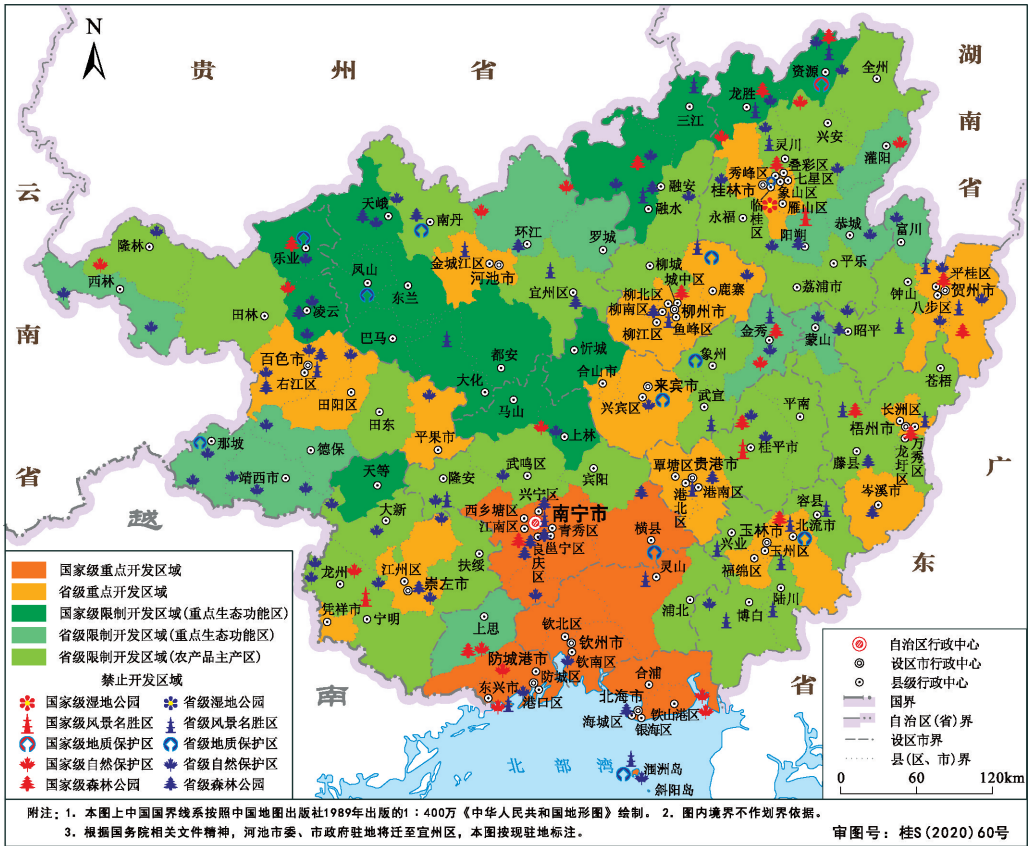 N
贵州省
湖南省
云南省
广东省
越南
资源
全州
龙胜
三江
兴安
灌阳
灵川
叠彩区
秀峰区
七星区
桂林市
象山区
临桂区
雁山区
融安
融水
永福
阳朔
恭城
富川
天峨
南丹
环江
罗城
隆林
乐业
金城江区
河池市
平乐
平桂区
贺州市
八步区
钟山
西林
凤山
东兰
宜州区
柳城
城中区
鹿寨
荔浦市
柳北区
柳南区
柳州市
柳江区
鱼峰区
金秀
蒙山
昭平
田林
凌云
巴马
都安
忻城
合山市
象州
百色市
右江区
田阳区
大化
马山
来宾市
兴宾区
武宣
平南
苍梧
田东
平果市
上林
桂平市
长洲区
梧州市
万秀区
龙圩区
藤县
那坡
德保
靖西市
天等
隆安
武鸣区
宾阳
覃塘区
贵港市
港北区
港南区
岑溪市
大新
兴宁区
西乡塘区
南宁市
江南区
青秀区
邕宁区
良庆区
横县
容县
玉林市
北流市
兴业
玉州区
福绵区
龙州
江州区
崇左市
扶绥
灵山
陆川
凭祥市
宁明
上思
浦北
博白
钦北区
钦州市
钦南区
防城港市
防城区
东兴市
港口区
合浦
北海市
海城区
银海区
铁山港区
北部湾
涠洲岛
斜阳岛
国家级重点开发区域
省级重点开发区域
国家级限制开发区域(重点生态功能区)
省级限制开发区域(重点生态功能区)
省级限制开发区域(农产品主产区)
禁止开发区域
国家级湿地公园 省级湿地公园
国家级风景名胜区 省级风景名胜区
国家级地质保护区 省级地质保护区
国家级自然保护区 省级自然保护区
国家级森林公园 省级森林公园
自治区行政中心
设区市行政中心
县级行政中心
国界
自治区(省)界
设区市界
县(区、市)界
0 60 120km
附注：1. 本图上中国国界线系按照中国地图出版社1989年出版的1：400万《中华人民共和国地形图》绘制。 2. 图内境界不作划界依据。
3. 根据国务院相关文件精神，河池市委、市政府驻地将迁至宜州区，本图按现驻地标注。
审图号：桂S(2020)60号